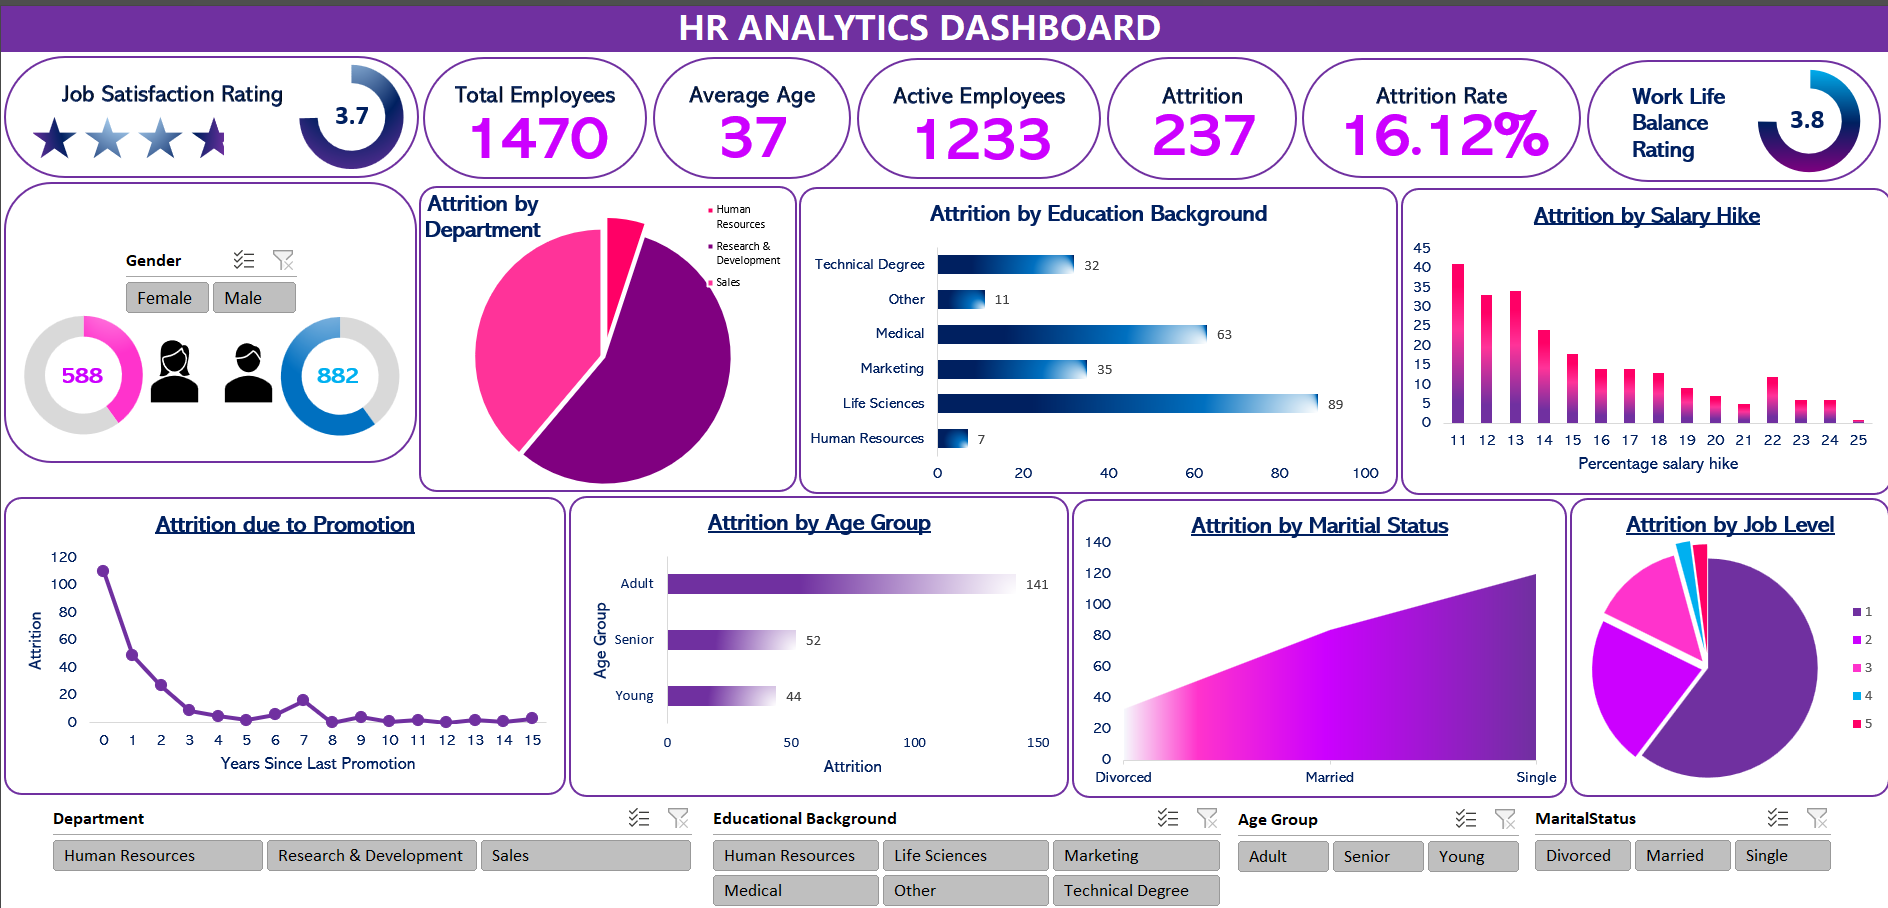 HR ANALYTICS DASHBOARD
Job Satisfaction Rating
3.7
Total Employees
1470
Average Age
37
Active Employees
1233
Attrition
237
Attrition Rate
16.12%
Work Life
Balance
Rating
3.8
Gender
Female
Male
588
882
Attrition by
Department
Human
Resources
Research &
Development
Sales
Attrition by Education Background
Technical Degree
32
Other
11
Medical
63
Marketing
35
Life Sciences
89
Human Resources
7
0 20 40 60 80 100
Attrition by Salary Hike
45
40
35
30
25
20
15
10
5
0
11 12 13 14 15 16 17 18 19 20 21 22 23 24 25
Percentage salary hike
Attrition due to Promotion
Attrition
120
100
80
60
40
20
0
0 1 2 3 4 5 6 7 8 9 10 11 12 13 14 15
Years Since Last Promotion
Attrition by Age Group
Age Group
Adult
141
Senior
52
Young
44
0 50 100 150
Attrition
Attrition by Maritial Status
140
120
100
80
60
40
20
0
Divorced Married Single
Attrition by Job Level
1
2
3
4
5
Department
Human Resources
Research & Development
Sales
Educational Background
Human Resources
Life Sciences
Marketing
Medical
Other
Technical Degree
Age Group
Adult
Senior
Young
MaritalStatus
Divorced
Married
Single